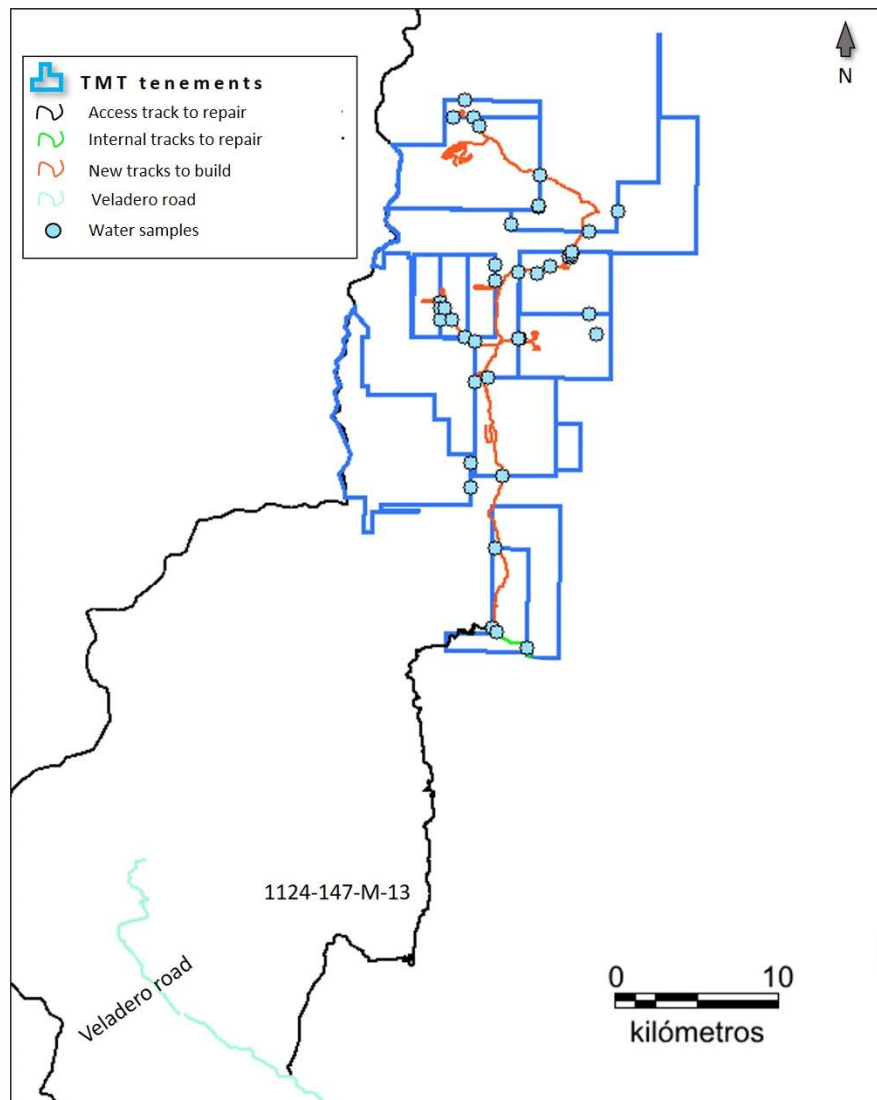 N
TMT tenements
Access track to repair
Internal tracks to repair
New tracks to build
Veladero road
Water samples
1124-147-M-13
Veladero road
0 10
kilómetros